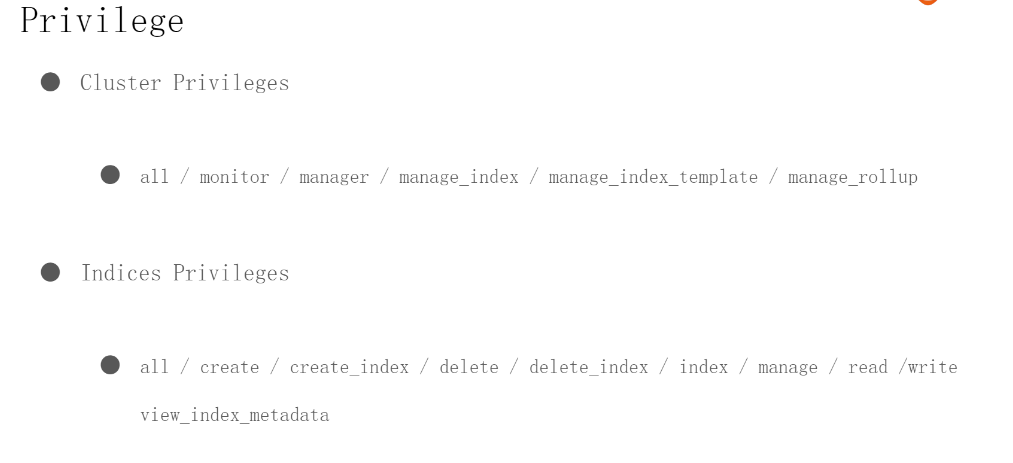 Privilege
Cluster Privileges
all / monitor / manager / manage_index / manage_index_template / manage_rollup
Indices Privileges
all / create / create_index / delete / delete_index / index / manage / read /write
view_index_metadata